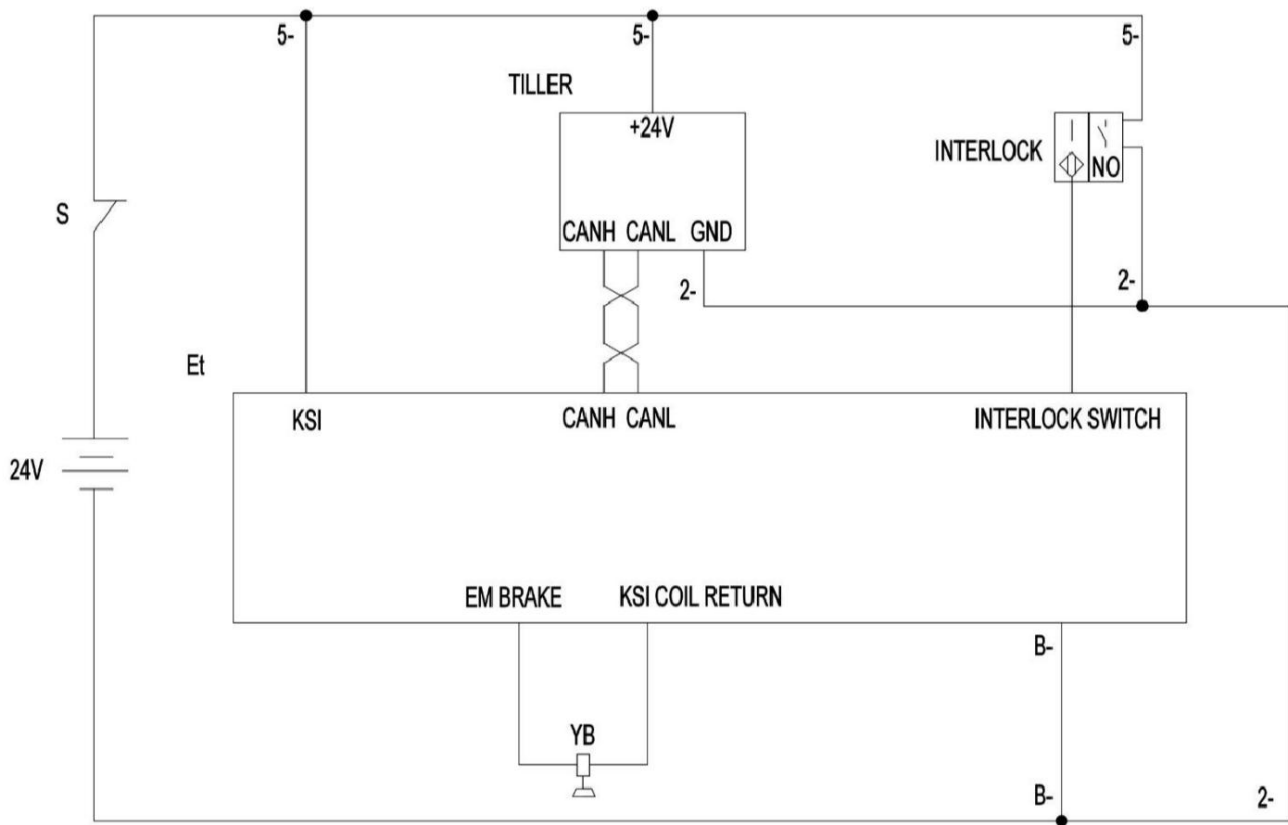 5- 5- 5-
TILLER
+24V
INTERLOCK
NO
S
CANH CANL GND
2- 2-
Et
KSI CANH CANL INTERLOCK SWITCH
24V
EM BRAKE KSI COIL RETURN
B-
YB
B- 2-